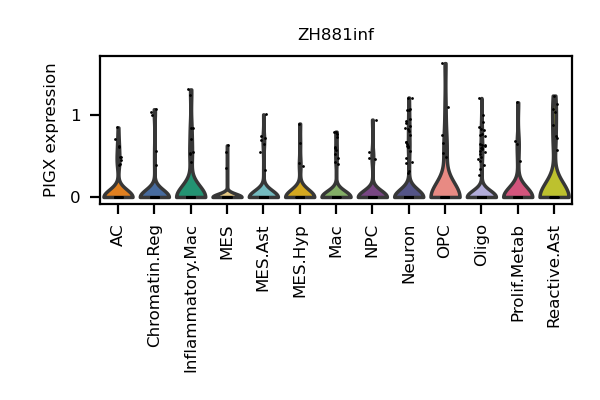 ZH881inf
PIGX expression
1
0
AC
Chromatin.Reg
Inflammatory.Mac
MES
MES.Ast
MES.Hyp
Mac
NPC
Neuron
OPC
Oligo
Prolif.Metab
Reactive.Ast